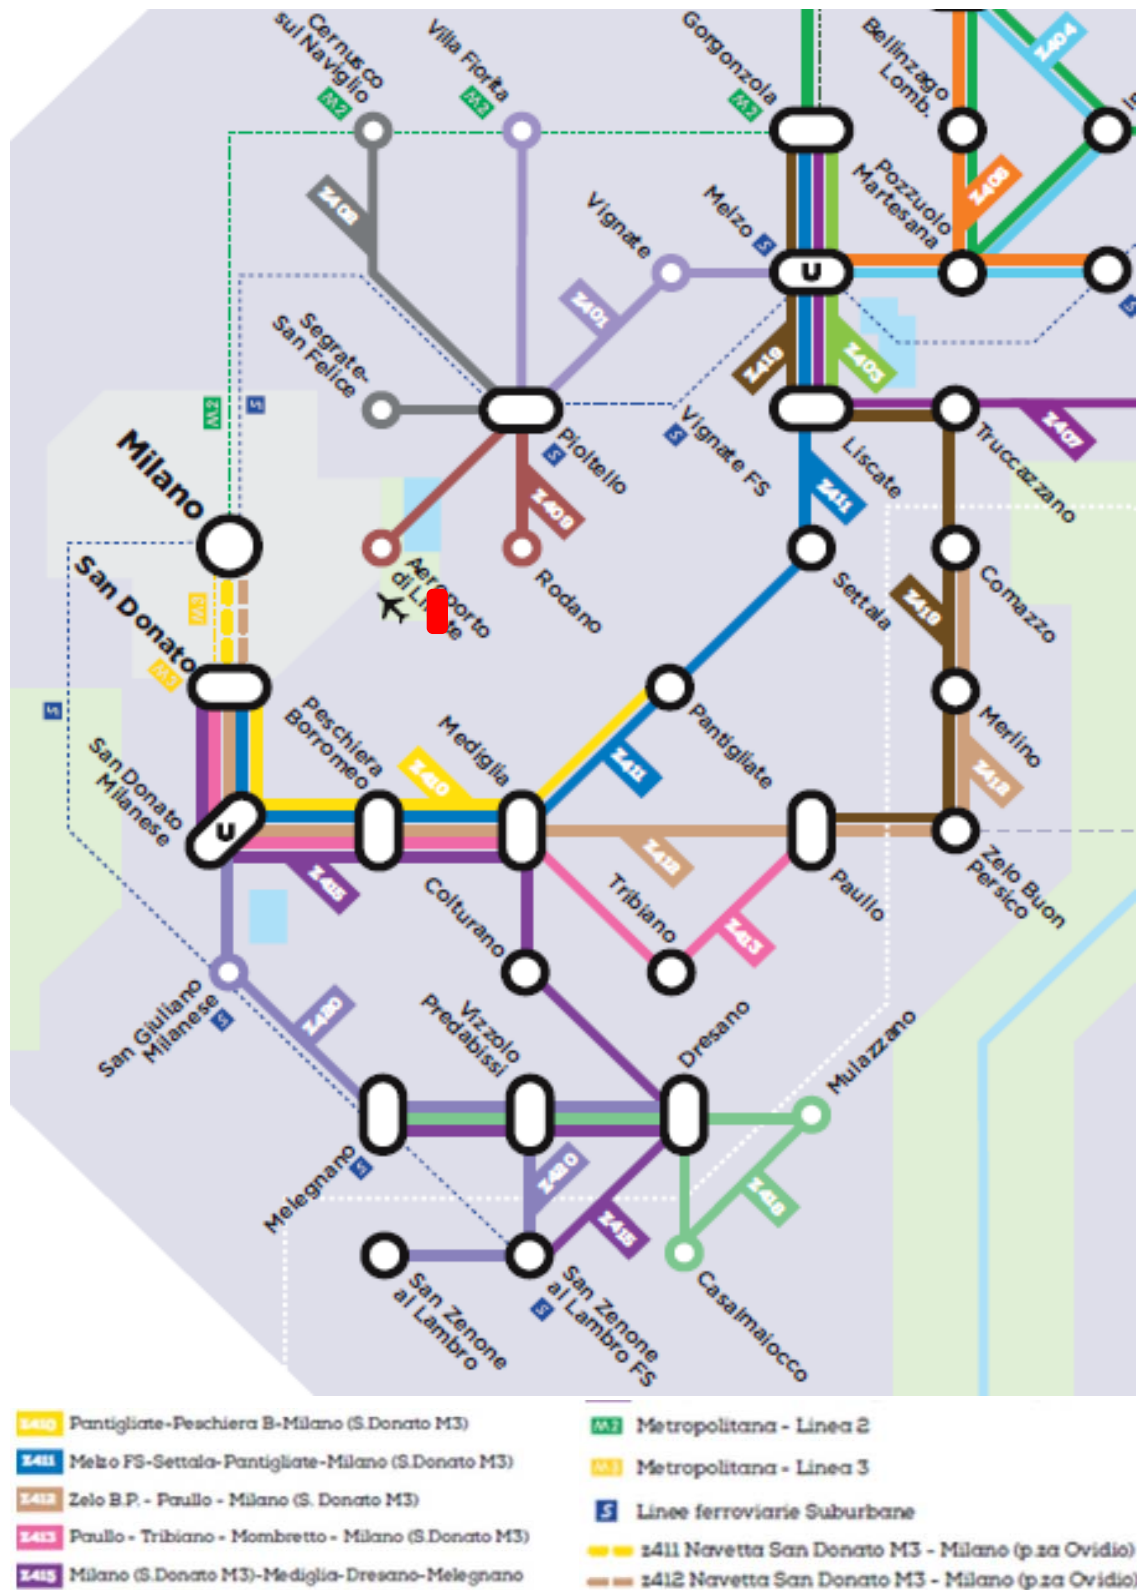 Cernusco
sul Naviglio
M2
Villa Fiorita
M2
Gorgonzola
M2
Bellinzago
Lomb.
Z404
Z402
Vignate
Melzo
S
Pozzuolo
Martesana
Z405
U
S
Z401
Segrate-
San Felice
Z419
Z403
M2
S
Pioltello
S
Vignate FS
S
Liscate
Truccazzano
Z407
Milano
Z409
Z411
Aeroporto
di
Rodano
Settala
Comazzo
Z419
M3
San Donato
M3
S
Peschiera
Borromeo
Mediglia
Pantigliate
Merlino
Z410
Z411
Z412
San Donato
Milanese
U
Z415
Z412
Colturano
Tribiano
Paullo
Zelo Buon
Persico
Z413
San Giuliano
Milanese
S
Z420
Vizzolo
Predabissi
Dresano
Mulazzano
Melegnano
S
Z420
Z415
Z418
San Zenone
al Lambro
San Zenone
al Lambro FS
S
Casalmaiocco
Z410 Pantigliate-Peschiera B-Milano (S.Donato M3)
Z411 Melzo FS-Settala-Pantigliate-Milano (S.Donato M3)
Z412 Zelo B.P. - Paullo - Milano (S. Donato M3)
Z413 Paullo - Tribiano - Mombretto - Milano (S.Donato M3)
Z415 Milano (S.Donato M3)-Mediglia-Dresano-Melegnano
M2 Metropolitana - Linea 2
M3 Metropolitana - Linea 3
S Linee ferroviarie Suburbane
z411 Navetta San Donato M3 - Milano (p.za Ovidio)
z412 Navetta San Donato M3 - Milano (p.za Ovidio)